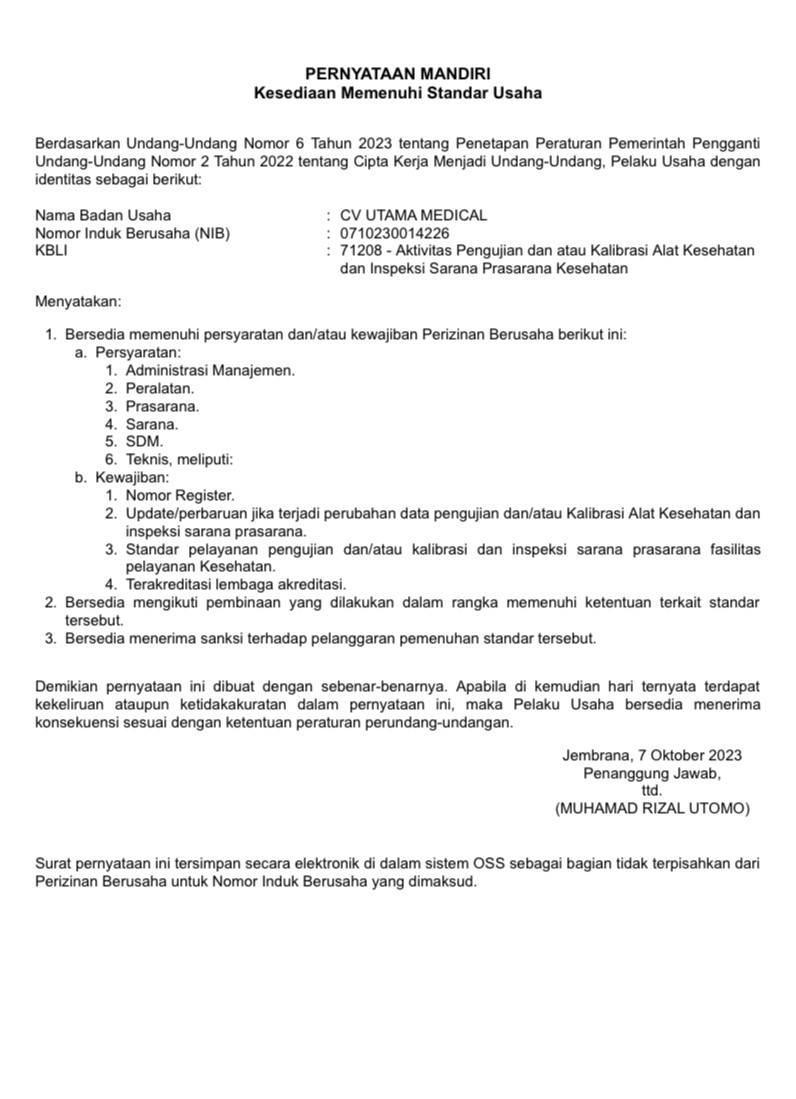 PERNYATAAN MANDIRI
Kesediaan Memenuhi Standar Usaha
Berdasarkan Undang-Undang Nomor 6 Tahun 2023 tentang Penetapan Peraturan Pemerintah Pengganti
Undang-Undang Nomor 2 Tahun 2022 tentang Cipta Kerja Menjadi Undang-Undang, Pelaku Usaha dengan
identitas sebagai berikut:
Nama Badan Usaha : CV UTAMA MEDICAL
Nomor Induk Berusaha (NIB) : 0710230014226
KBLI : 71208 - Aktivitas Pengujian dan atau Kalibrasi Alat Kesehatan
dan Inspeksi Sarana Prasarana Kesehatan
Menyatakan:
1. Bersedia memenuhi persyaratan dan/atau kewajiban Perizinan Berusaha berikut ini:
a. Persyaratan:
1. Administrasi Manajemen.
2. Peralatan.
3. Prasarana.
4. Sarana.
5. SDM.
6. Teknis, meliputi:
b. Kewajiban:
1. Nomor Register.
2. Update/perbaruan jika terjadi perubahan data pengujian dan/atau Kalibrasi Alat Kesehatan dan
inspeksi sarana prasarana.
3. Standar pelayanan pengujian dan/atau kalibrasi dan inspeksi sarana prasarana fasilitas
pelayanan Kesehatan.
4. Terakreditasi lembaga akreditasi.
2. Bersedia mengikuti pembinaan yang dilakukan dalam rangka memenuhi ketentuan terkait standar
tersebut.
3. Bersedia menerima sanksi terhadap pelanggaran pemenuhan standar tersebut.
Demikian pernyataan ini dibuat dengan sebenar-benarnya. Apabila di kemudian hari ternyata terdapat
kekeliruan ataupun ketidakakuratan dalam pernyataan ini, maka Pelaku Usaha bersedia menerima
konsekuensi sesuai dengan ketentuan peraturan perundang-undangan.
Jembrana, 7 Oktober 2023
Penanggung Jawab,
ttd.
(MUHAMAD RIZAL UTOMO)
Surat pernyataan ini tersimpan secara elektronik di dalam sistem OSS sebagai bagian tidak terpisahkan dari
Perizinan Berusaha untuk Nomor Induk Berusaha yang dimaksud.